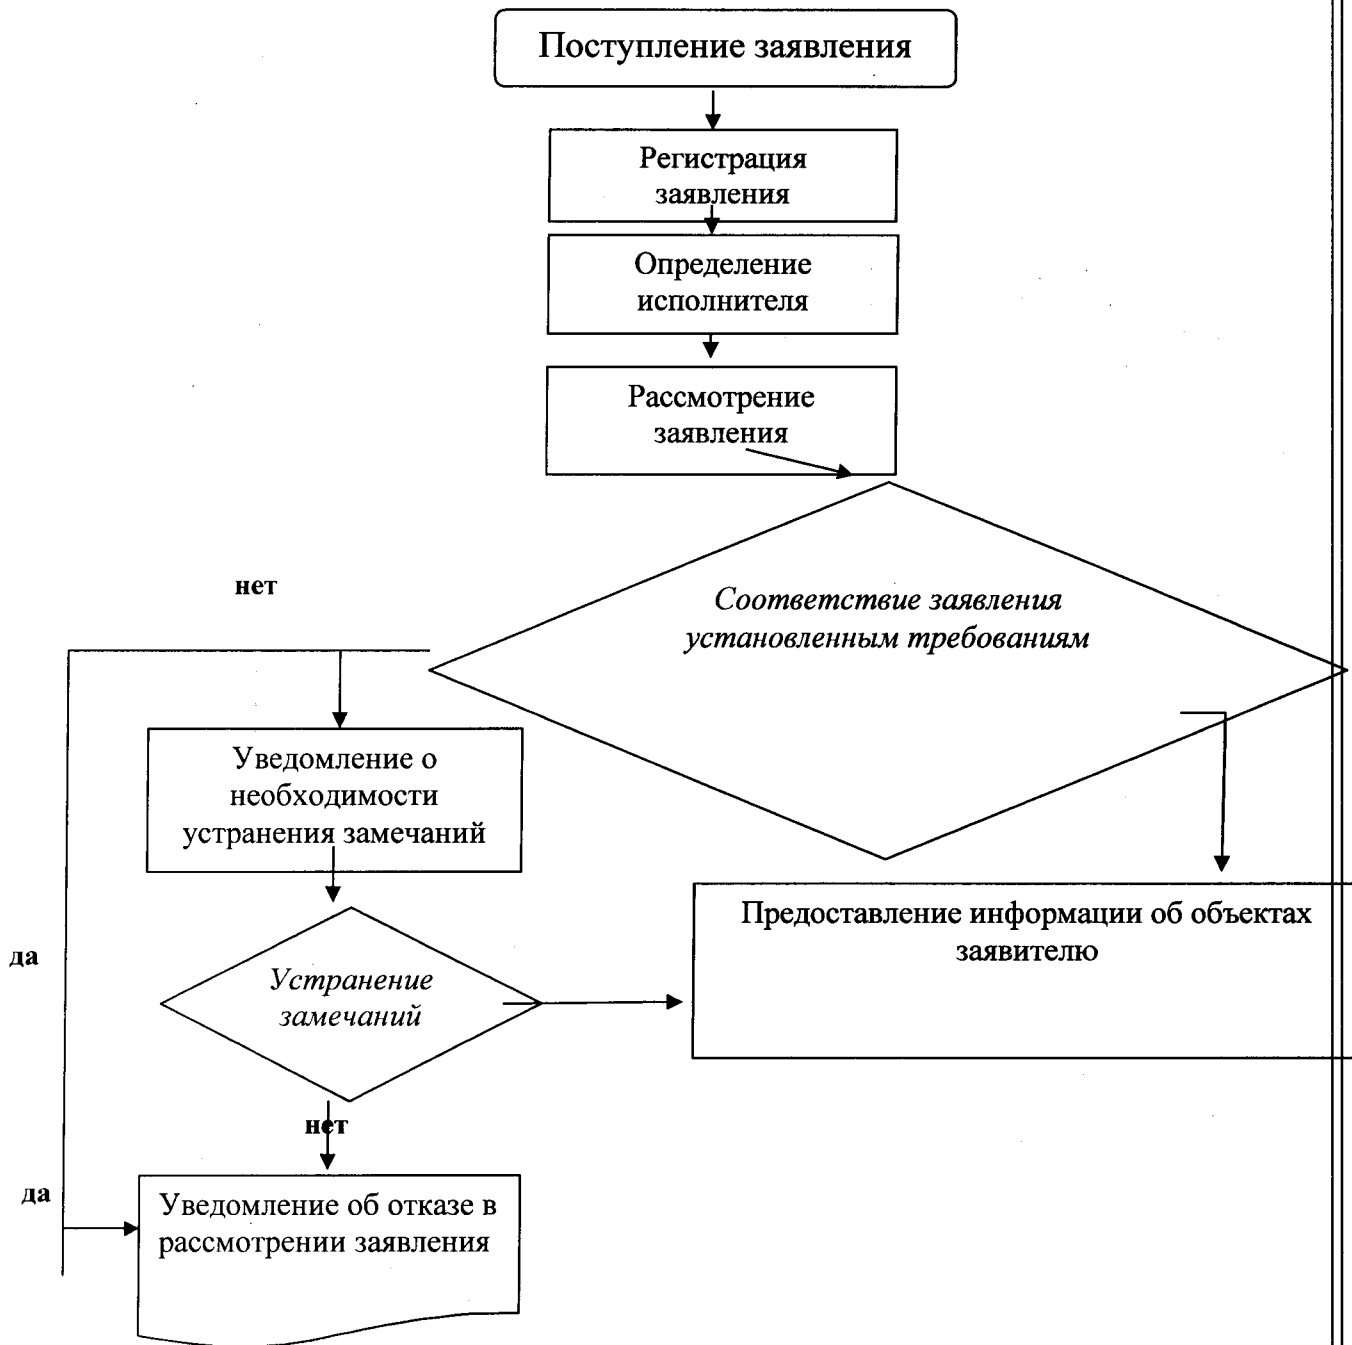 Поступление заявления
Регистрация
заявления
Определение
исполнителя
Рассмотрение
заявления
нет
Соответствие заявления
установленным требованиям
Уведомление о
необходимости
устранения замечаний
Предоставление информации об объектах
заявителю
да
Устранение
замечаний
нет
да
Уведомление об отказе в
рассмотрении заявления